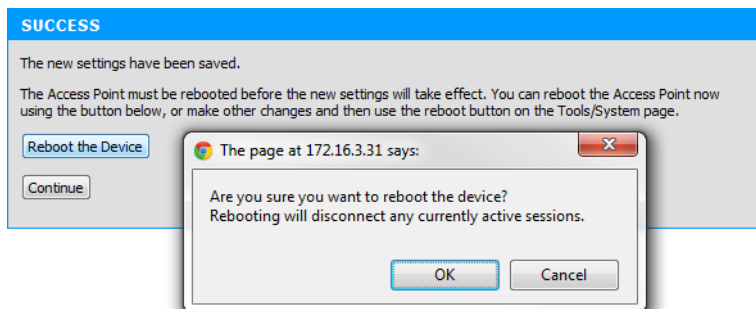 SUCCESS
The new settings have been saved.
The Access Point must be rebooted before the new settings will take effect. You can reboot the Access Point now
using the button below, or make other changes and then use the reboot button on the Tools/System page.
Reboot the Device
Continue
The page at 172.16.3.31 says:
Are you sure you want to reboot the device?
Rebooting will disconnect any currently active sessions.
OK
Cancel